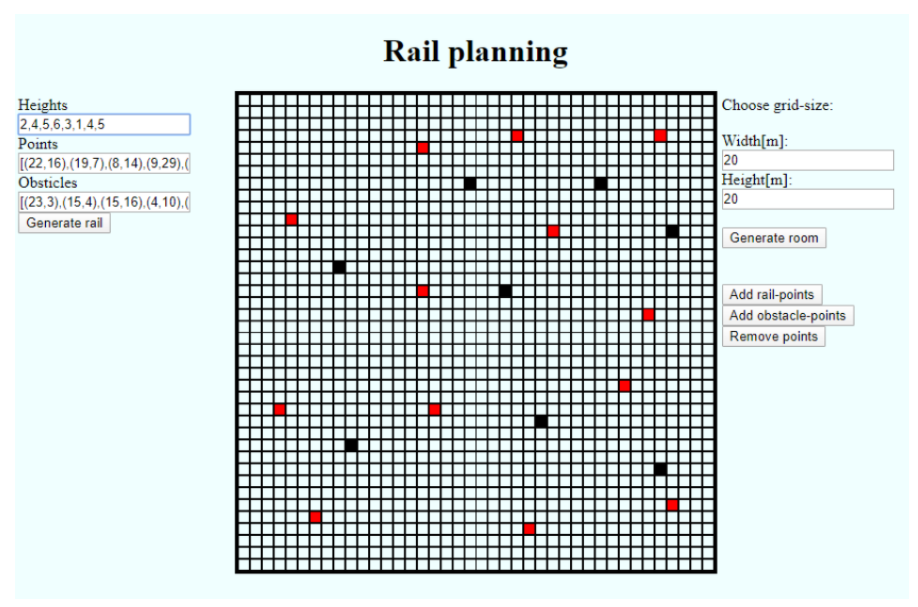 Rail planning
Heights
2,4,5,6,3,1,4,5
Points
[(22,16),(19,7),(8,14),(9,29),(
Obsticles
[(23,3),(15,4),(15,16),(4,10),(
Generate rail
Choose grid-size:
Width[m]:
20
Height[m]:
20
Generate room
Add rail-points
Add obstacle-points
Remove points